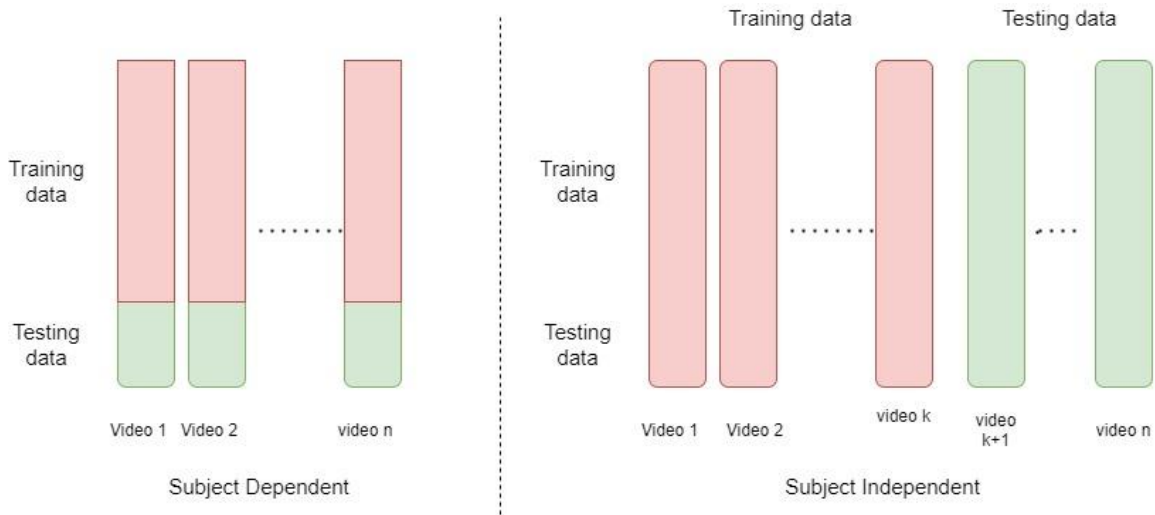 Training data
Testing data
Training
data
Testing
data
Video 1
Video 2
video n
Subject Dependent
Training
data
Testing
data
Video 1
Video 2
video k
video
k+1
video n
Subject Independent